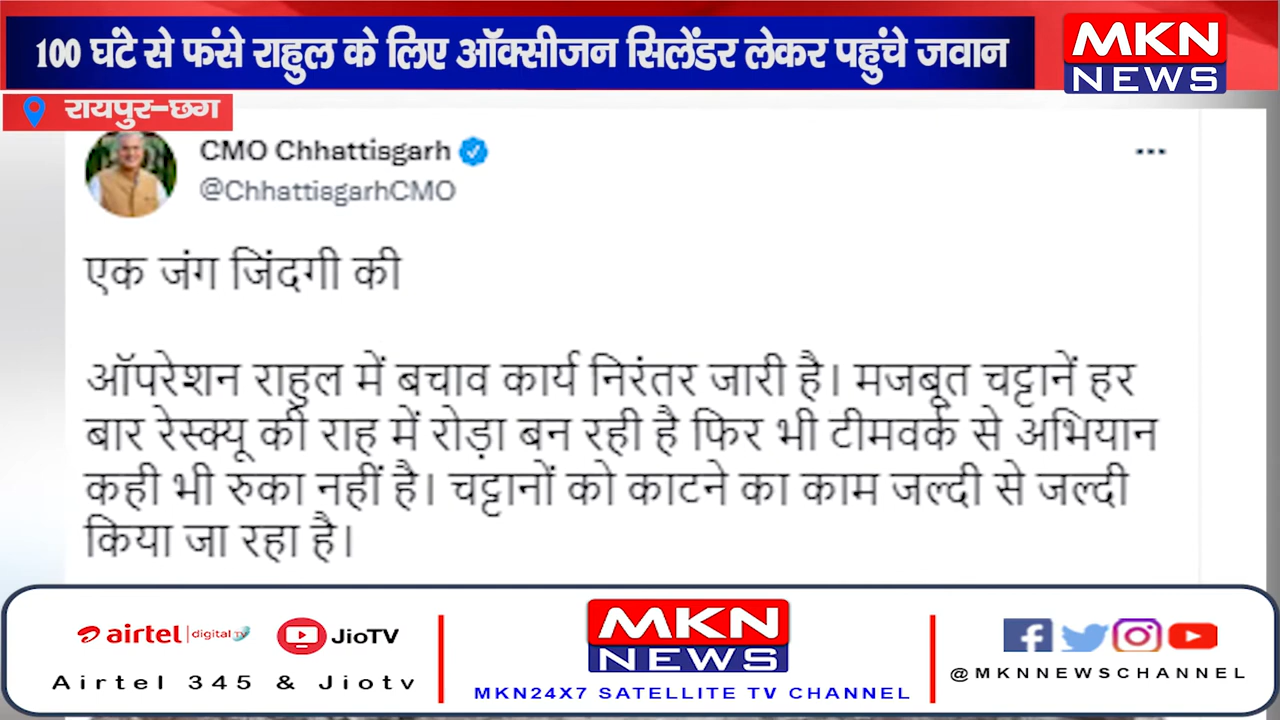 100 घंटे से फंसे राहुल के लिए ऑक्सीजन सिलेंडर लेकर पहुंचे जवान
MKN
NEWS
रायपुर-छग
CMO Chhattisgarh
@ChhattisgarhCMO
एक जंग जिंदगी की
ऑपरेशन राहुल में बचाव कार्य निरंतर जारी है। मजबूत चट्टानें हर
बार रेस्क्यू की राह में रोड़ा बन रही है फिर भी टीमवर्क से अभियान
कही भी रुका नहीं है। चट्टानों को काटने का काम जल्दी से जल्दी
किया जा रहा है।
airtel digital TV
JioTV
Airtel 345 & Jiotv
MKN
NEWS
MKN24X7 SATELLITE TV CHANNEL
@MKNNEWSCHANNEL